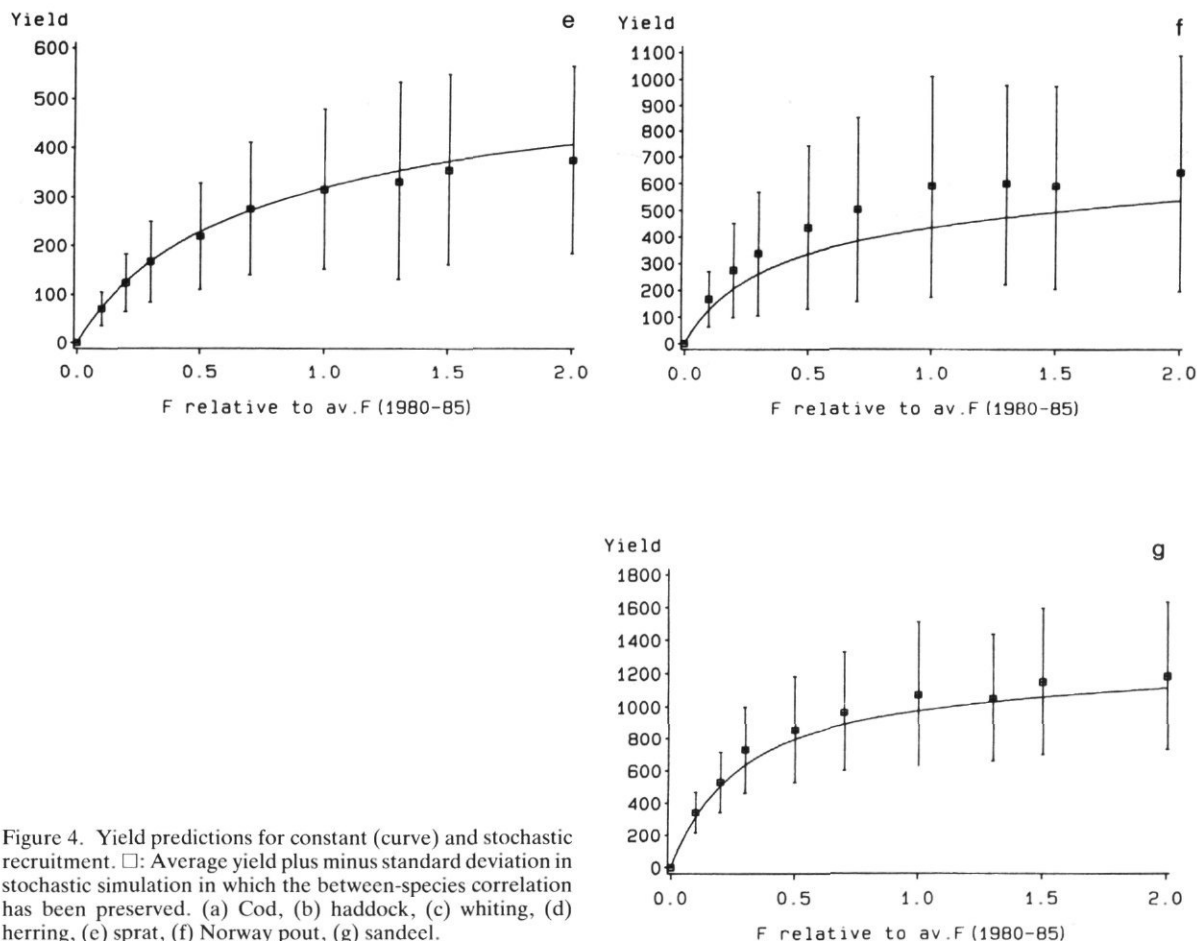 Yield
e
600
500
400
300
200
100
0
0.0 0.5 1.0 1.5 2.0
F relative to av.F (1980-85)
Yield
f
1100
1000
900
800
700
600
500
400
300
200
100
0
0.0 0.5 1.0 1.5 2.0
F relative to av.F (1980-85)
Yield
g
1800
1600
1400
1200
1000
800
600
400
200
0
0.0 0.5 1.0 1.5 2.0
F relative to av.F (1980-85)
Figure 4. Yield predictions for constant (curve) and stochastic
recruitment. □: Average yield plus minus standard deviation in
stochastic simulation in which the between-species correlation
has been preserved. (a) Cod, (b) haddock, (c) whiting, (d)
herring, (e) sprat, (f) Norway pout, (g) sandeel.